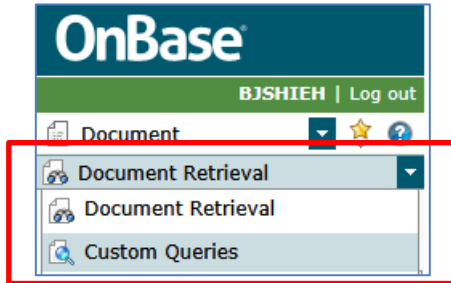 OnBase
BJSHIEH | Log out
Document
Document Retrieval
Document Retrieval
Custom Queries